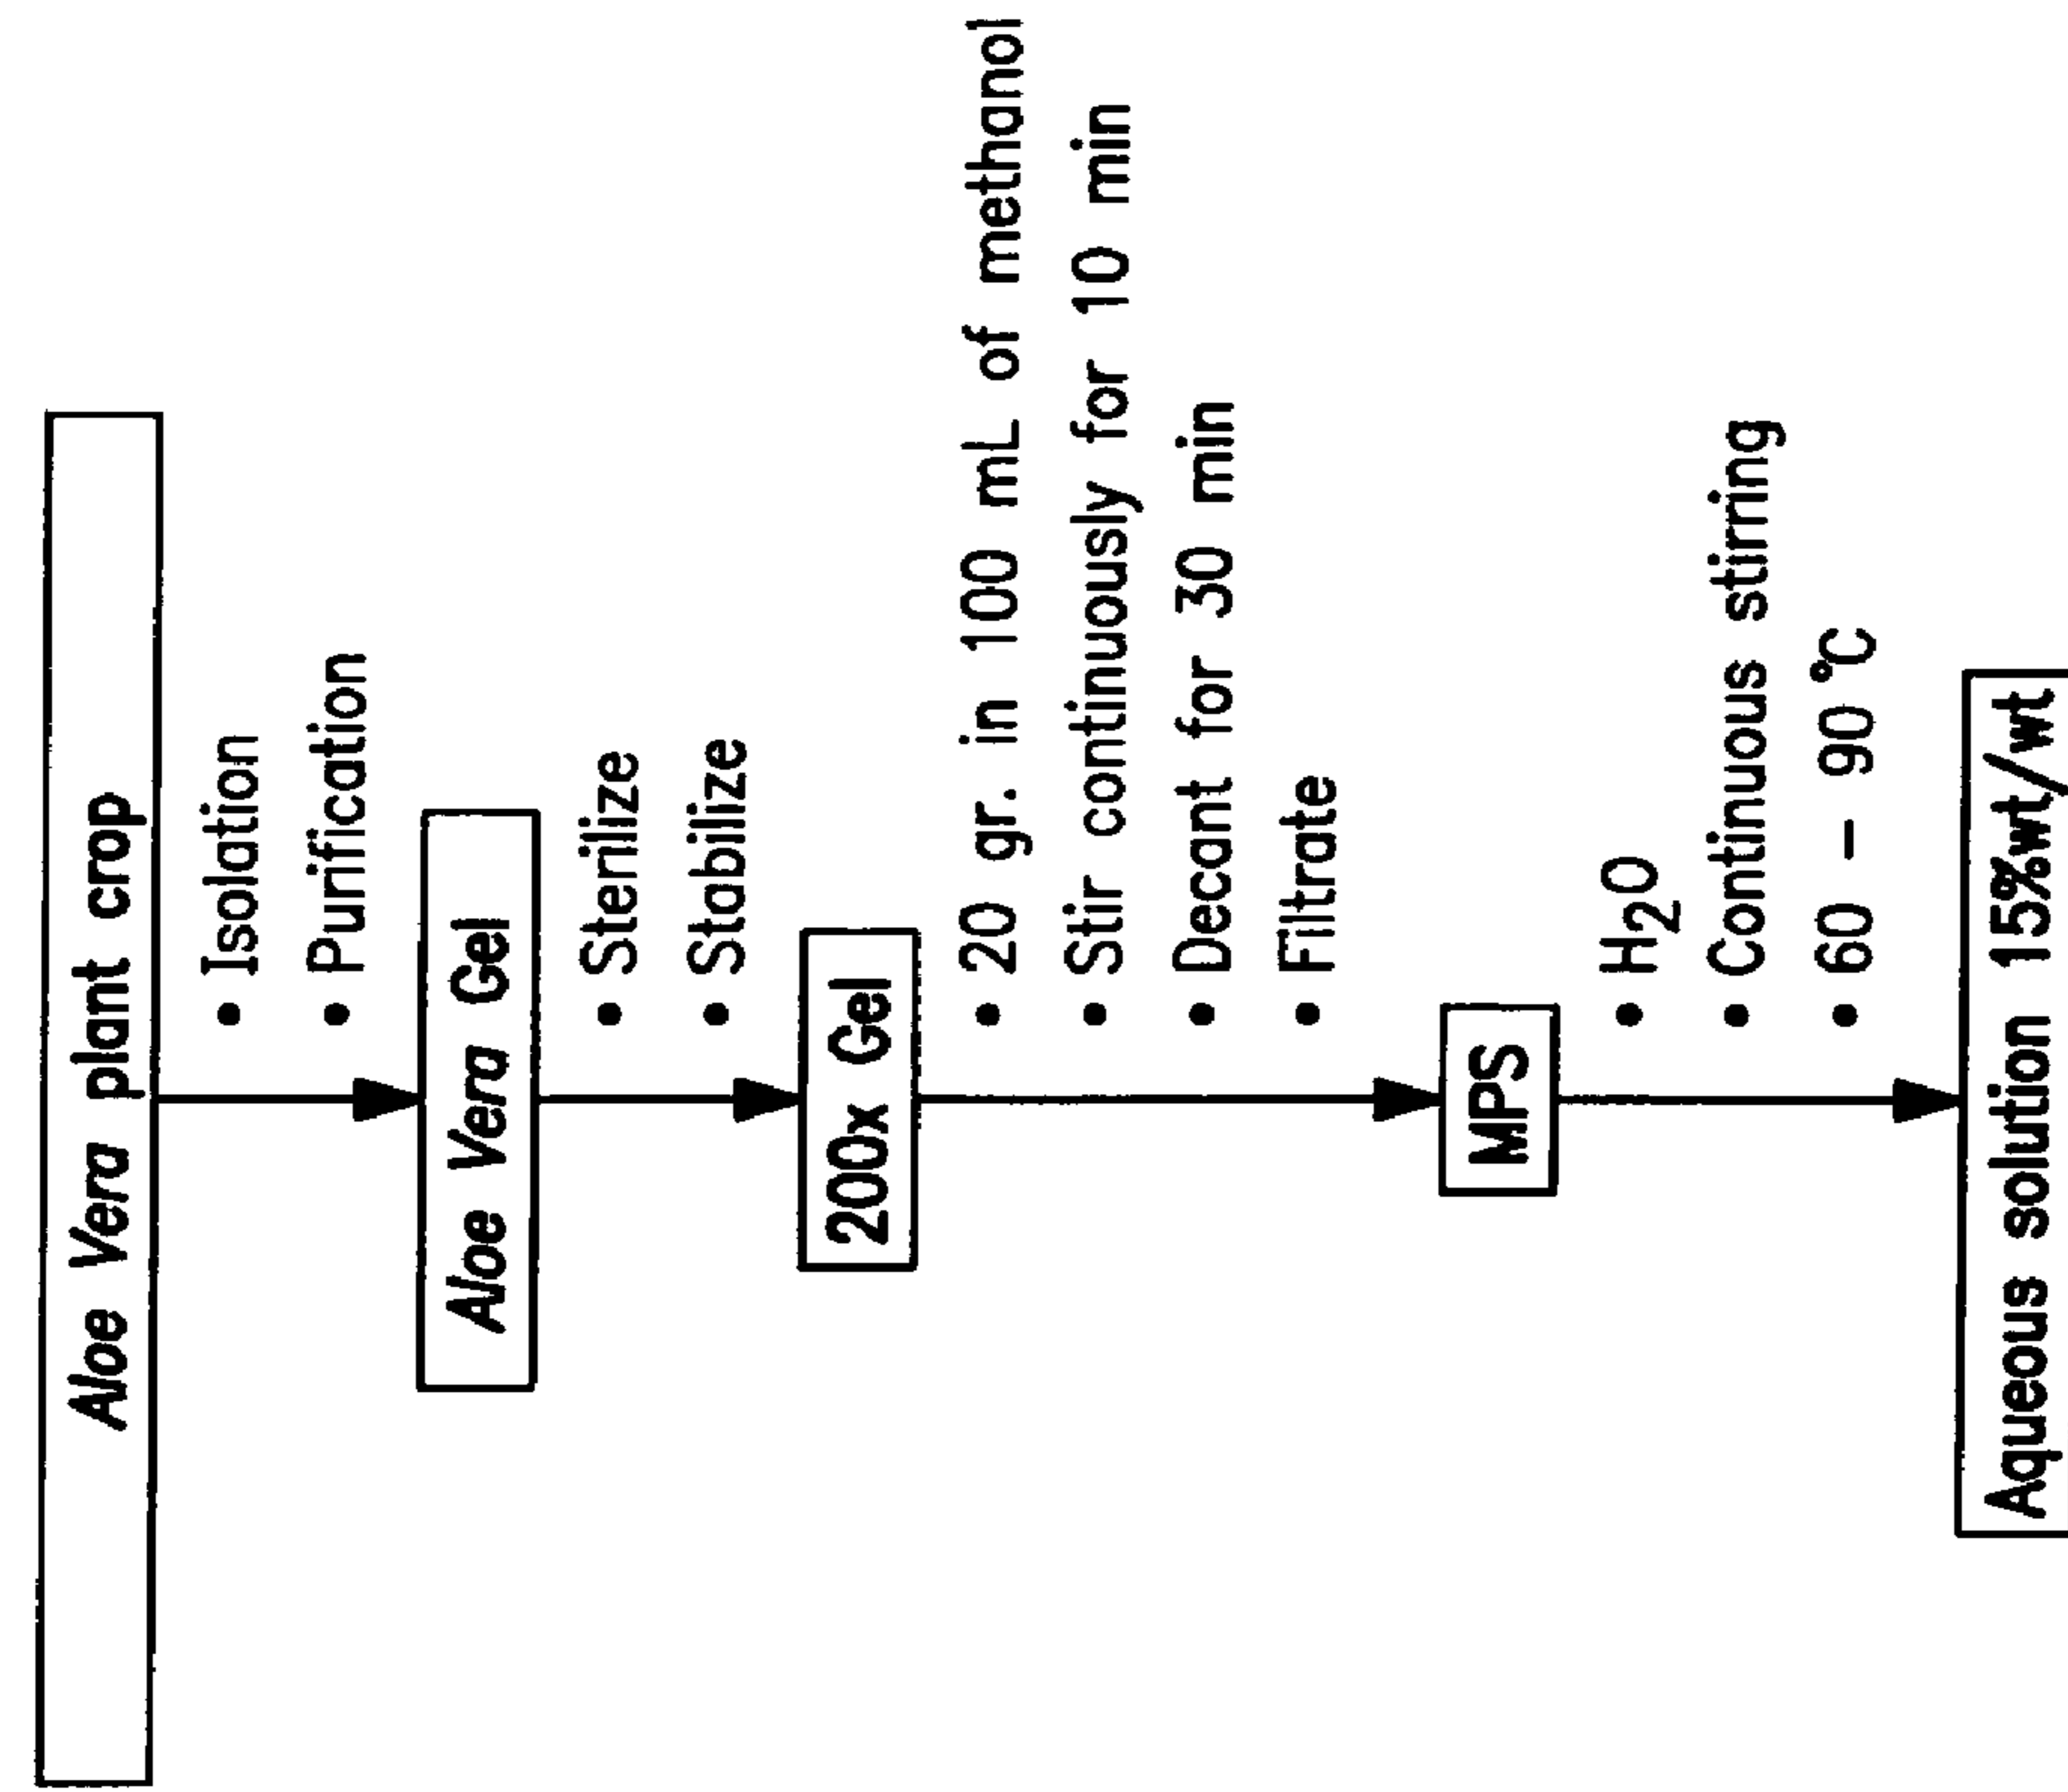 Aloe Vera plant crop
• Isolation
• Purification
Aloe Vera Gel
• Sterilize
• Stabilize
200x Gel
• 20 gr. in 100 mL of methanol
• Stir continuously for 10 min
• Decant for 30 min
• Filtrate
MPS
• H₂O
• Continuous stirring
• 60 – 90 °C
Aqueous solution 15%wt/wt